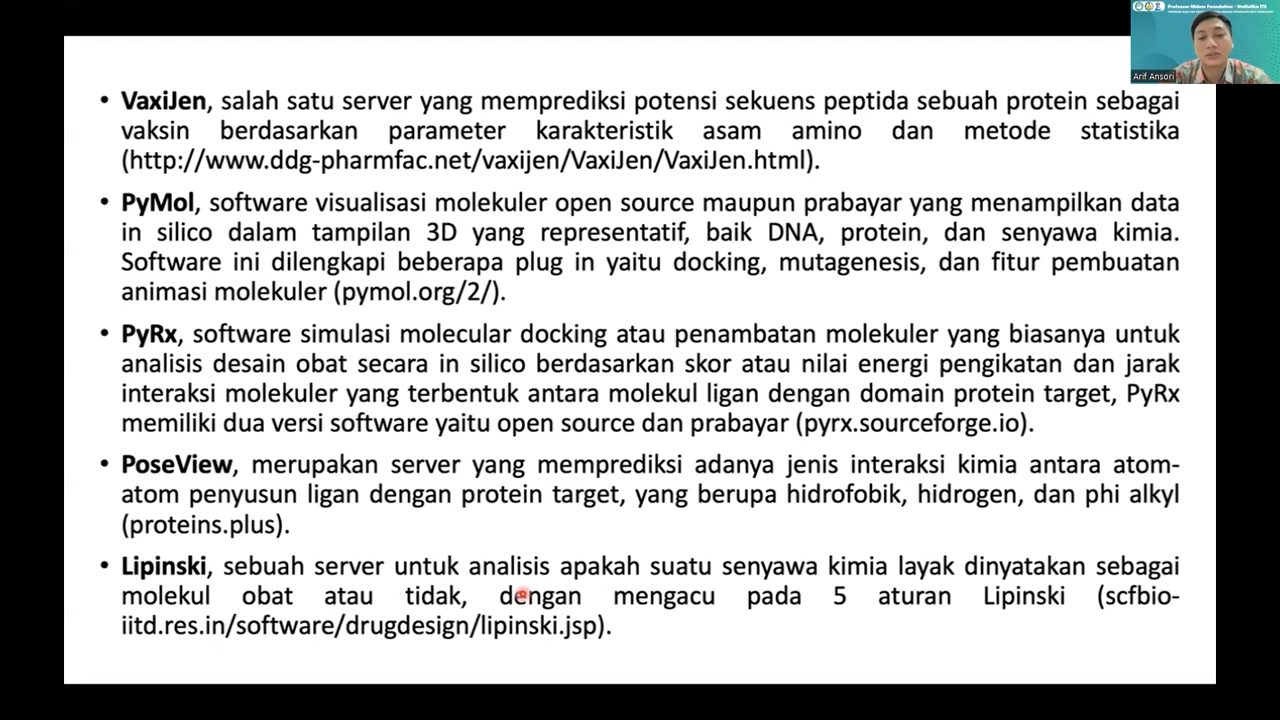 Professor Nidom Foundation - Statistika ITS
• VaxiJen, salah satu server yang memprediksi potensi sekuens peptida sebuah protein sebagai
vaksin berdasarkan parameter karakteristik asam amino dan metode statistika
(http://www.ddg-pharmfac.net/vaxijen/VaxiJen/VaxiJen.html).
• PyMol, software visualisasi molekuler open source maupun prabayar yang menampilkan data
in silico dalam tampilan 3D yang representatif, baik DNA, protein, dan senyawa kimia.
Software ini dilengkapi beberapa plug in yaitu docking, mutagenesis, dan fitur pembuatan
animasi molekuler (pymol.org/2/).
• PyRx, software simulasi molecular docking atau penambatan molekuler yang biasanya untuk
analisis desain obat secara in silico berdasarkan skor atau nilai energi pengikatan dan jarak
interaksi molekuler yang terbentuk antara molekul ligan dengan domain protein target, PyRx
memiliki dua versi software yaitu open source dan prabayar (pyrx.sourceforge.io).
• PoseView, merupakan server yang memprediksi adanya jenis interaksi kimia antara atom-
atom penyusun ligan dengan protein target, yang berupa hidrofobik, hidrogen, dan phi alkyl
(proteins.plus).
• Lipinski, sebuah server untuk analisis apakah suatu senyawa kimia layak dinyatakan sebagai
molekul obat atau tidak, dengan mengacu pada 5 aturan Lipinski (scfbio-
iitd.res.in/software/drugdesign/lipinski.jsp).
Arif Ansori